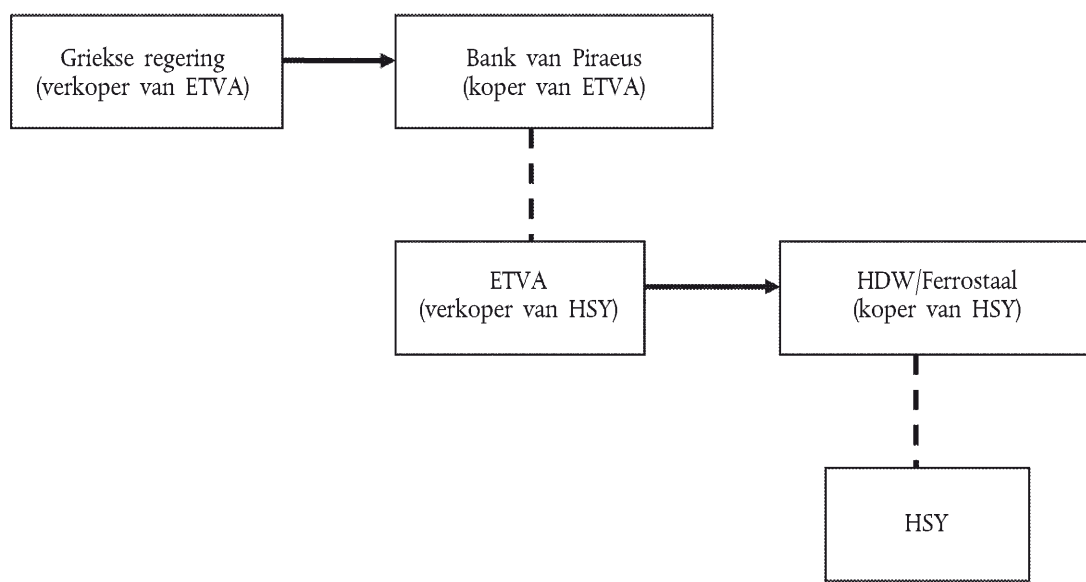 Griekse regering
(verkoper van ETVA)
Bank van Piraeus
(koper van ETVA)
ETVA
(verkoper van HSY)
HDW/Ferrostaal
(koper van HSY)
HSY